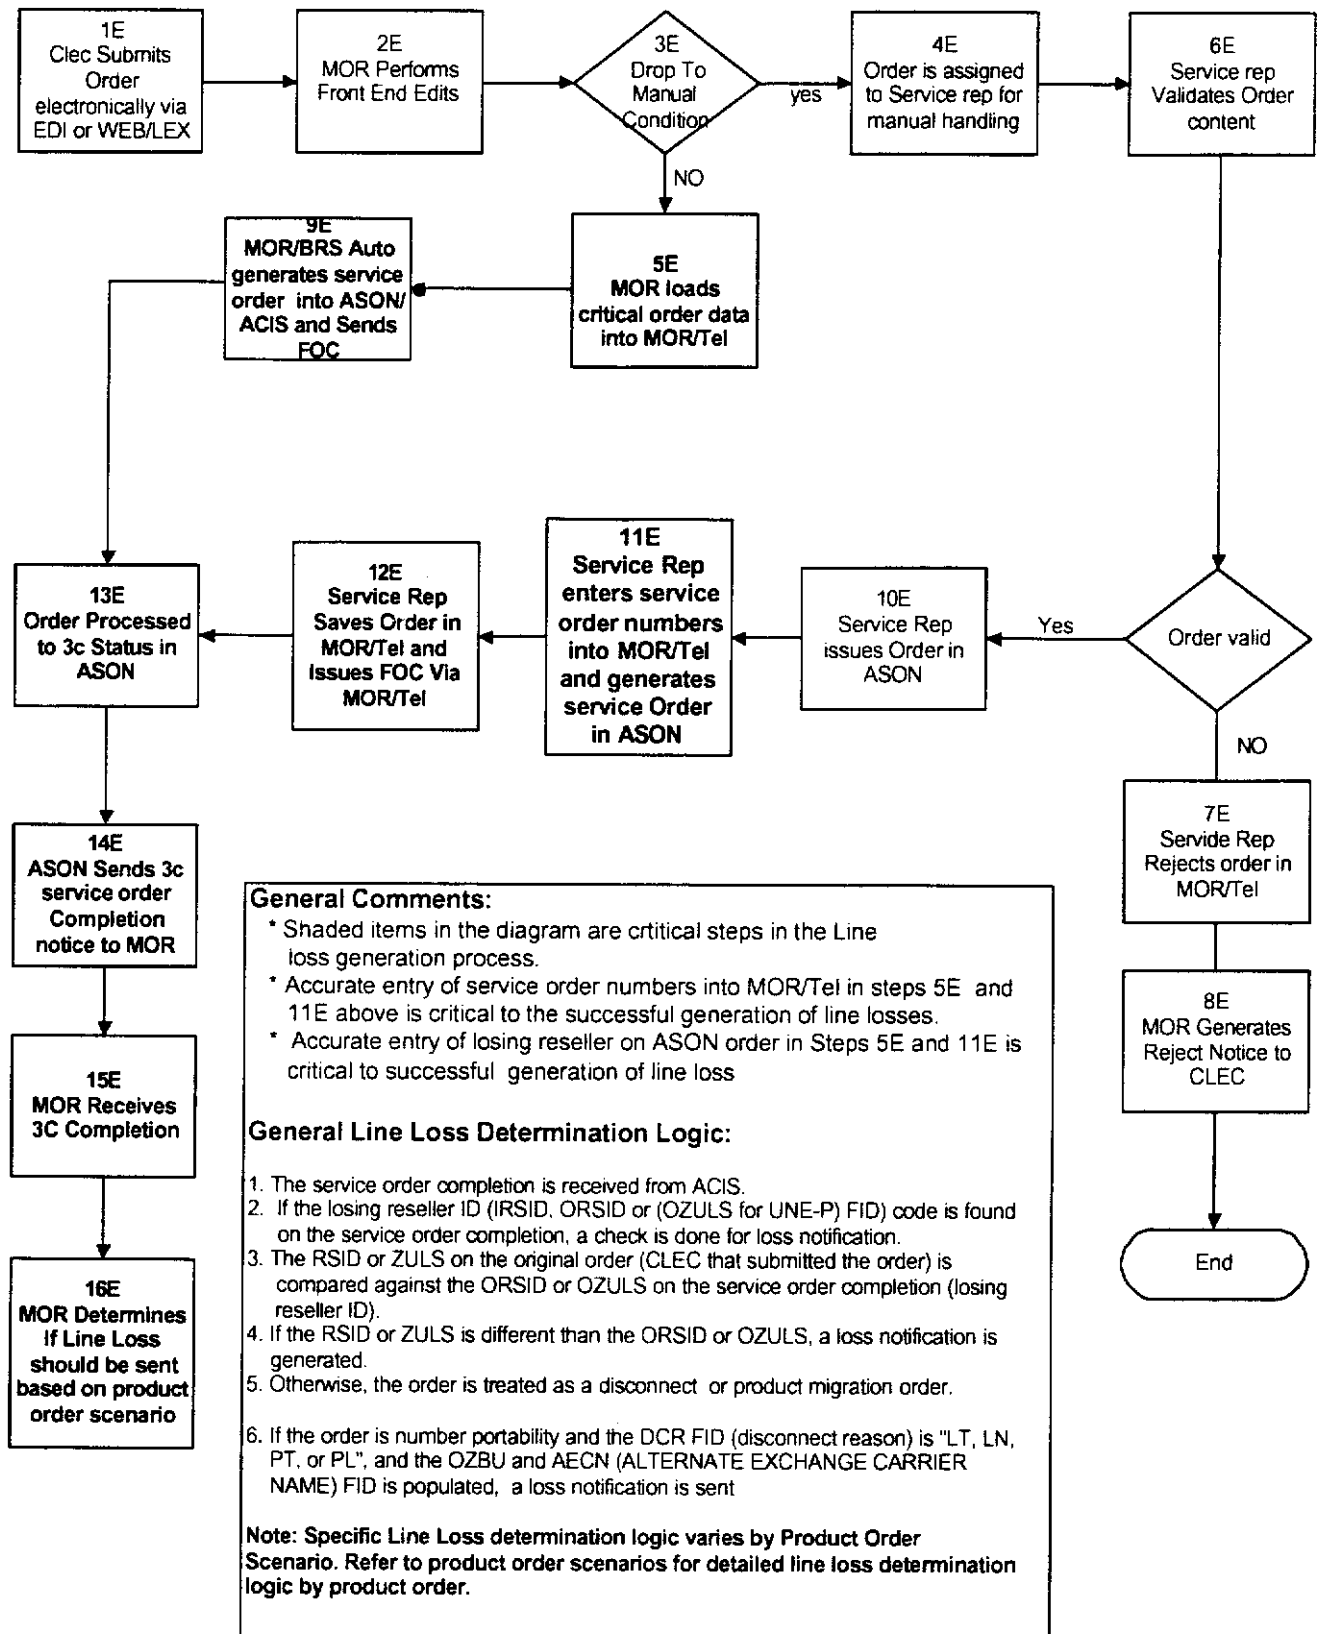 1E
Clec Submits
Order
electronically via
EDI or WEB/LEX
2E
MOR Performs
Front End Edits
3E
Drop To
Manual
Condition
yes
4E
Order is assigned
to Service rep for
manual handling
6E
Service rep
Validates Order
content
NO
9E
MOR/BRS Auto
generates service
order into ASON/
ACIS and Sends
FOC
5E
MOR loads
critical order data
into MOR/Tel
13E
Order Processed
to 3c Status in
ASON
12E
Service Rep
Saves Order in
MOR/Tel and
issues FOC Via
MOR/Tel
11E
Service Rep
enters service
order numbers
into MOR/Tel
and generates
service Order
in ASON
10E
Service Rep
issues Order in
ASON
Yes
Order valid
NO
7E
Servide Rep
Rejects order in
MOR/Tel
8E
MOR Generates
Reject Notice to
CLEC
End
14E
ASON Sends 3c
service order
Completion
notice to MOR
15E
MOR Receives
3C Completion
16E
MOR Determines
If Line Loss
should be sent
based on product
order scenario
General Comments:
* Shaded items in the diagram are crtitical steps in the Line
loss generation process.
* Accurate entry of service order numbers into MOR/Tel in steps 5E and
11E above is critical to the successful generation of line losses.
* Accurate entry of losing reseller on ASON order in Steps 5E and 11E is
critical to successful generation of line loss
General Line Loss Determination Logic:
1. The service order completion is received from ACIS.
2. If the losing reseller ID (IRSID, ORSID or (OZULS for UNE-P) FID) code is found
on the service order completion, a check is done for loss notification.
3. The RSID or ZULS on the original order (CLEC that submitted the order) is
compared against the ORSID or OZULS on the service order completion (losing
reseller ID).
4. If the RSID or ZULS is different than the ORSID or OZULS, a loss notification is
generated.
5. Otherwise, the order is treated as a disconnect or product migration order.
6. If the order is number portability and the DCR FID (disconnect reason) is "LT, LN,
PT, or PL", and the OZBU and AECN (ALTERNATE EXCHANGE CARRIER
NAME) FID is populated, a loss notification is sent
Note: Specific Line Loss determination logic varies by Product Order
Scenario. Refer to product order scenarios for detailed line loss determination
logic by product order.